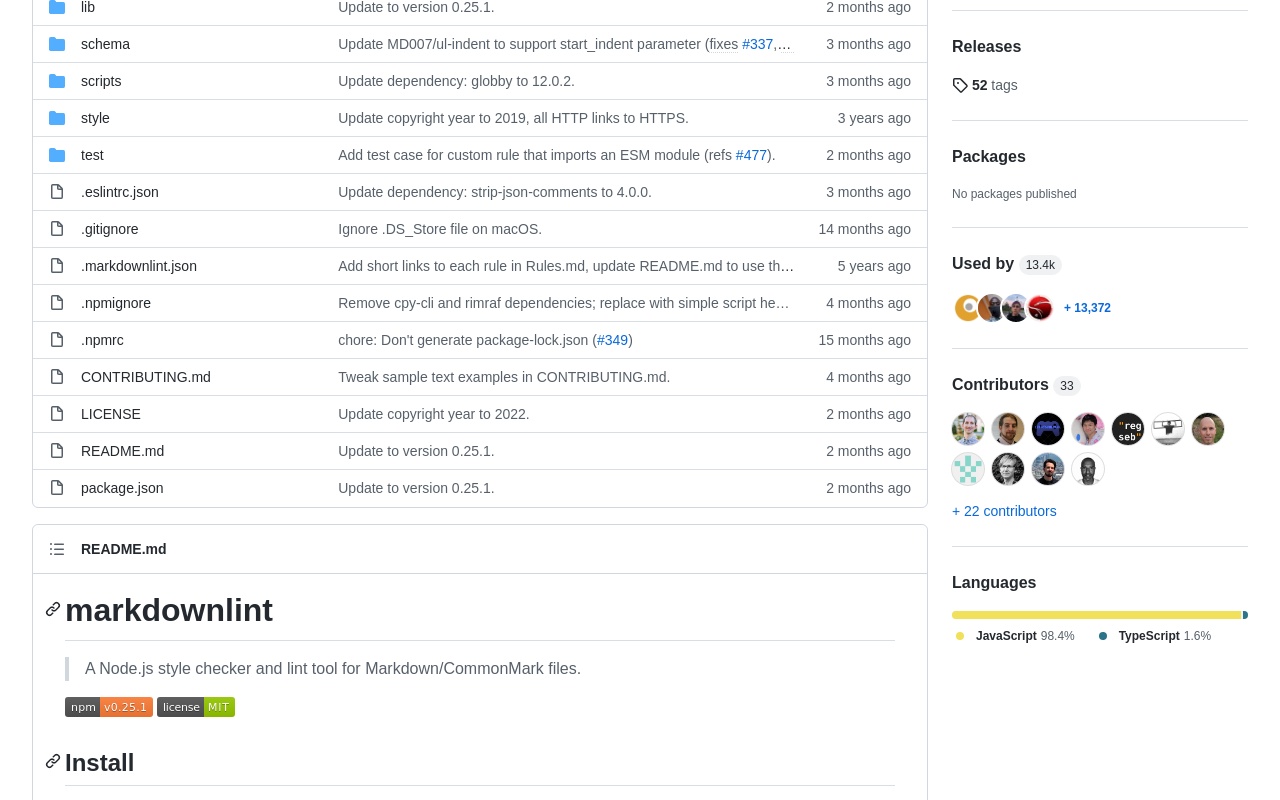 lib Update to version 0.25.1. 2 months ago
schema Update MD007/ul-indent to support start_indent parameter (fixes #337,… 3 months ago
scripts Update dependency: globby to 12.0.2. 3 months ago
style Update copyright year to 2019, all HTTP links to HTTPS. 3 years ago
test Add test case for custom rule that imports an ESM module (refs #477). 2 months ago
.eslintrc.json Update dependency: strip-json-comments to 4.0.0. 3 months ago
.gitignore Ignore .DS_Store file on macOS. 14 months ago
.markdownlint.json Add short links to each rule in Rules.md, update README.md to use th… 5 years ago
.npmignore Remove cpy-cli and rimraf dependencies; replace with simple script he… 4 months ago
.npmrc chore: Don't generate package-lock.json (#349) 15 months ago
CONTRIBUTING.md Tweak sample text examples in CONTRIBUTING.md. 4 months ago
LICENSE Update copyright year to 2022. 2 months ago
README.md Update to version 0.25.1. 2 months ago
package.json Update to version 0.25.1. 2 months ago
README.md
markdownlint
A Node.js style checker and lint tool for Markdown/CommonMark files.
npm v0.25.1 license MIT
Install
Releases
52 tags
Packages
No packages published
Used by 13.4k
+ 13,372
Contributors 33
"reg
seb"
+ 22 contributors
Languages
JavaScript 98.4% TypeScript 1.6%